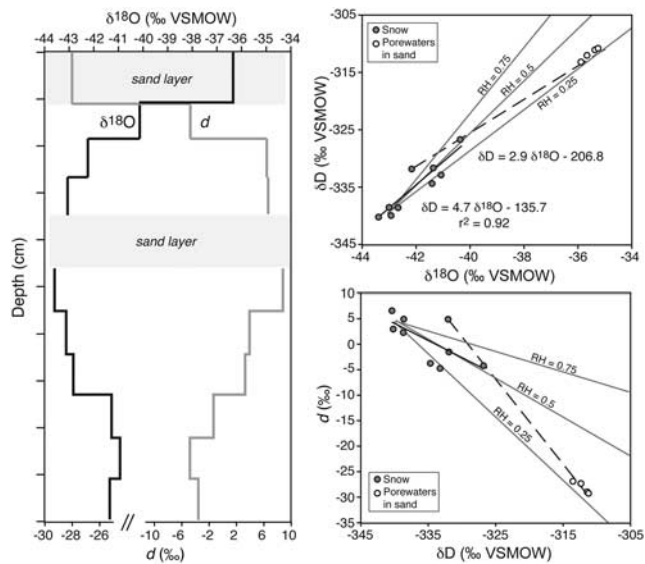 δ¹⁸O (‰ VSMOW)
-44 -43 -42 -41 -40 -39 -38 -37 -36 -35 -34
sand layer
δ¹⁸O
d
sand layer
Depth (cm)
-30 -28 -26 // -10 -6 -2 2 6 10
d (‰)
-305
-315
-325
-335
-345
δD (‰ VSMOW)
Snow
Porewaters
in sand
RH = 0.75
RH = 0.5
RH = 0.25
δD = 2.9 δ¹⁸O - 206.8
δD = 4.7 δ¹⁸O - 135.7
r² = 0.92
-44 -42 -40 -38 -36 -34
δ¹⁸O (‰ VSMOW)
10
5
0
-5
-10
-15
-20
-25
-30
-35
d (‰)
RH = 0.75
RH = 0.5
RH = 0.25
Snow
Porewaters
in sand
-345 -335 -325 -315 -305
δD (‰ VSMOW)